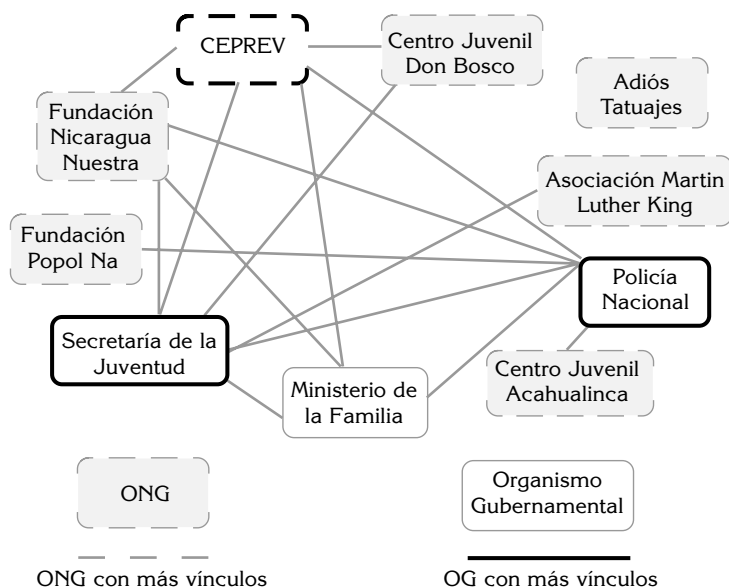 CEPREV
Centro Juvenil
Don Bosco
Adiós
Tatuajes
Fundación
Nicaragua
Nuestra
Asociación Martin
Luther King
Fundación
Popol Na
Policía
Nacional
Secretaría de la
Juventud
Ministerio de
la Familia
Centro Juvenil
Acahualinca
ONG
Organismo
Gubernamental
ONG con más vínculos
OG con más vínculos